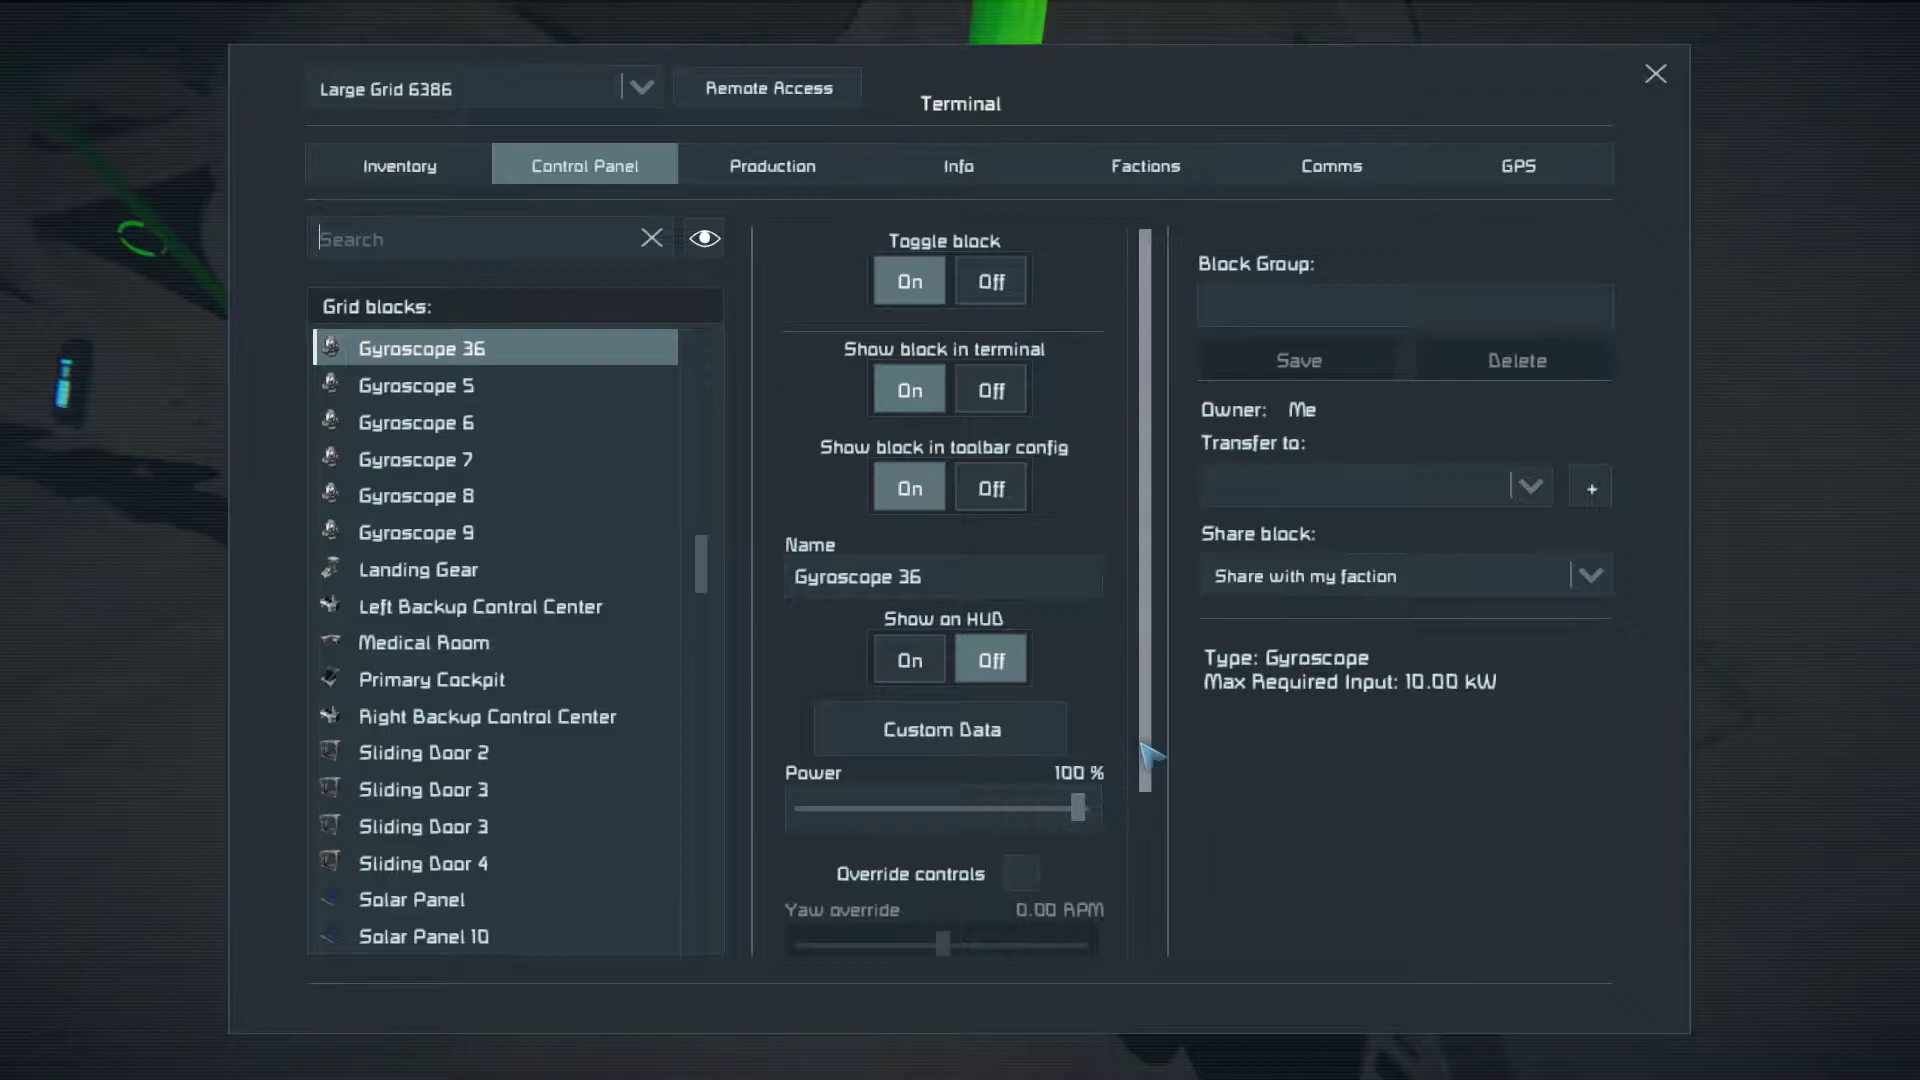 Large Grid 6386
Remote Access
Terminal
Inventory
Control Panel
Production
Info
Factions
Comms
GPS
Search
Grid blocks:
Gyroscope 36
Gyroscope 5
Gyroscope 6
Gyroscope 7
Gyroscope 8
Gyroscope 9
Landing Gear
Left Backup Control Center
Medical Room
Primary Cockpit
Right Backup Control Center
Sliding Door 2
Sliding Door 3
Sliding Door 3
Sliding Door 4
Solar Panel
Solar Panel 10
Toggle block
On Off
Show block in terminal
On Off
Show block in toolbar config
On Off
Name
Gyroscope 36
Show on HUD
On Off
Custom Data
Power 100 %
Override controls
Yaw override 0.00 RPM
Block Group:
Save Delete
Owner: Me
Transfer to:
+
Share block:
Share with my faction
Type: Gyroscope
Max Required Input: 10.00 kW